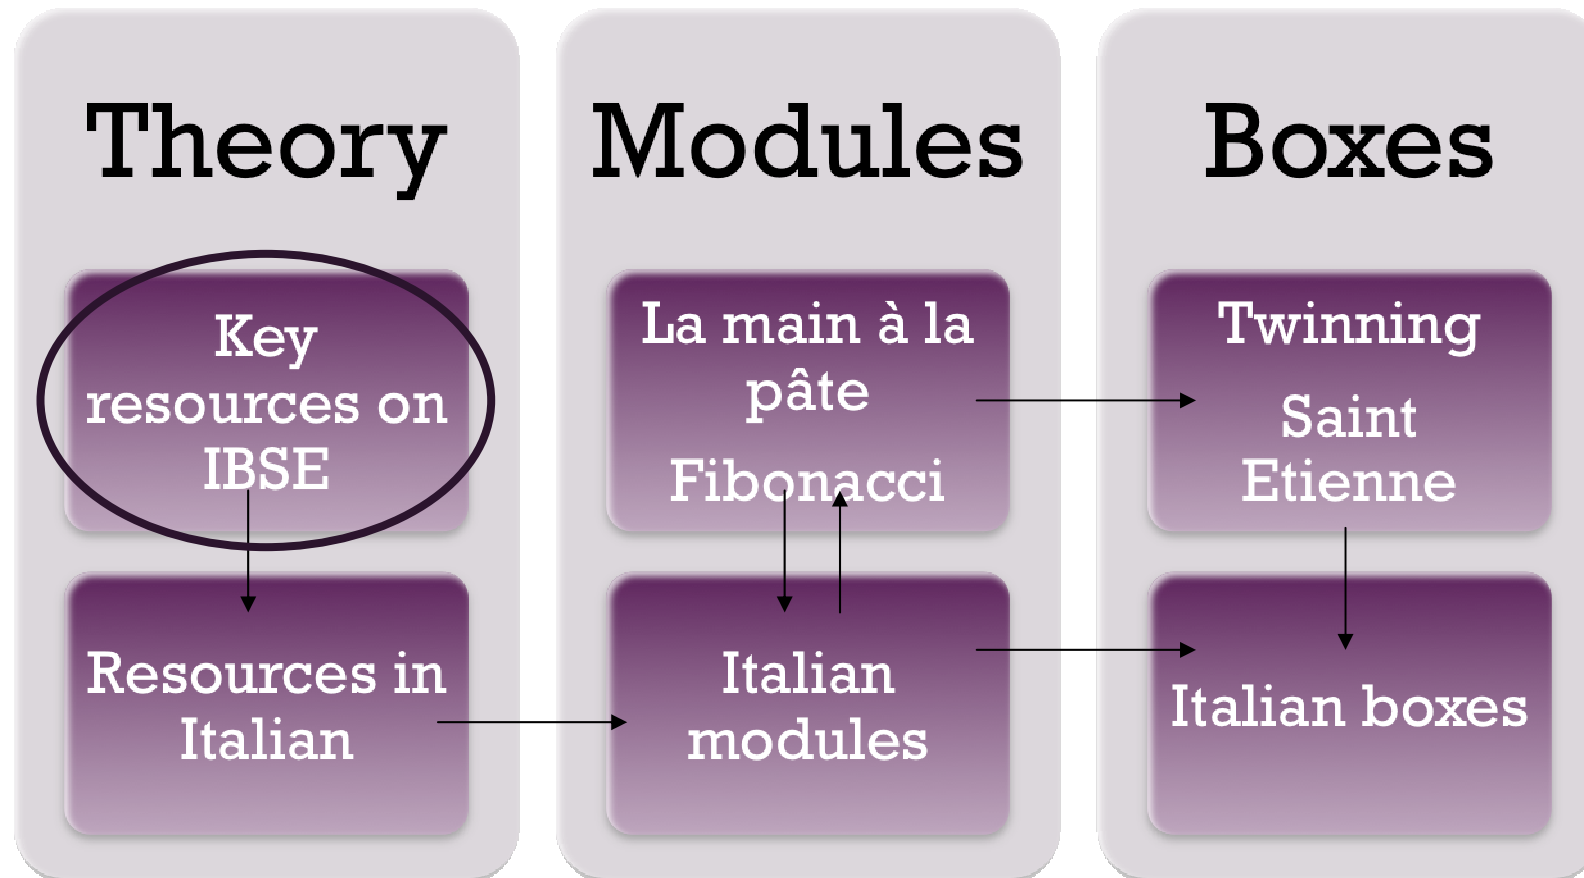 Theory
Key
resources on
IBSE
Resources in
Italian
Modules
La main à la
pâte
Fibonacci
Italian
modules
Boxes
Twinning
Saint
Etienne
Italian boxes